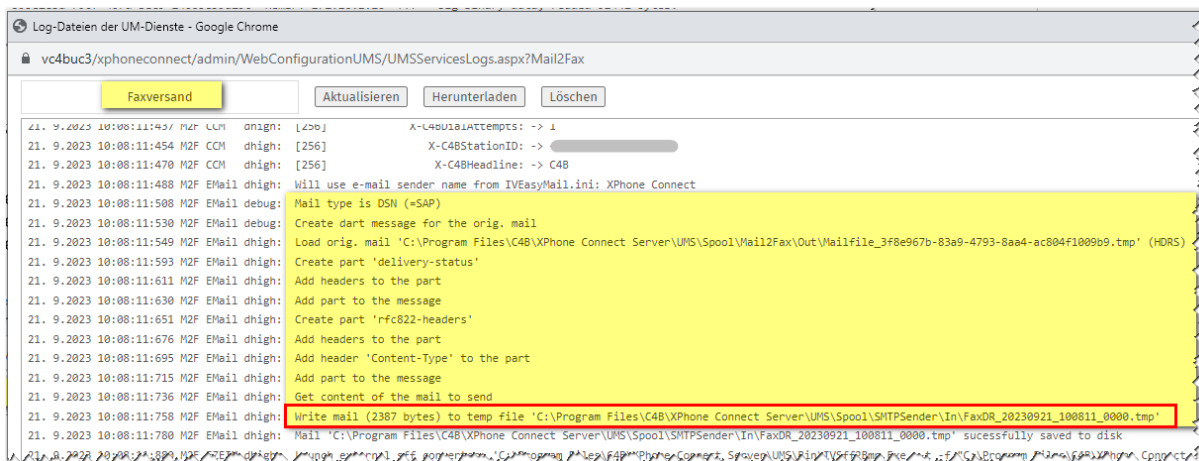 Log-Dateien der UM-Dienste - Google Chrome
vc4buc3/xphoneconnect/admin/WebConfigurationUMS/UMSServicesLogs.aspx?Mail2Fax
Faxversand Aktualisieren Herunterladen Löschen
21. 9.2023 10:08:11:437 M2F CCM dhigh: [256] X-C4BDialAttempts: -> 1
21. 9.2023 10:08:11:454 M2F CCM dhigh: [256] X-C4BStationID: ->
21. 9.2023 10:08:11:470 M2F CCM dhigh: [256] X-C4BHeadline: -> C4B
21. 9.2023 10:08:11:488 M2F EMail dhigh: Will use e-mail sender name from IVEasyMail.ini: XPhone Connect
21. 9.2023 10:08:11:508 M2F EMail debug: Mail type is DSN (=SAP)
21. 9.2023 10:08:11:530 M2F EMail debug: Create dart message for the orig. mail
21. 9.2023 10:08:11:549 M2F EMail dhigh: Load orig. mail 'C:\Program Files\C4B\XPhone Connect Server\UMS\Spool\Mail2Fax\Out\Mailfile_3f8e967b-83a9-4793-8aa4-ac804f1009b9.tmp' (HDRS)
21. 9.2023 10:08:11:593 M2F EMail dhigh: Create part 'delivery-status'
21. 9.2023 10:08:11:611 M2F EMail dhigh: Add headers to the part
21. 9.2023 10:08:11:630 M2F EMail dhigh: Add part to the message
21. 9.2023 10:08:11:651 M2F EMail dhigh: Create part 'rfc822-headers'
21. 9.2023 10:08:11:676 M2F EMail dhigh: Add headers to the part
21. 9.2023 10:08:11:695 M2F EMail dhigh: Add header 'Content-Type' to the part
21. 9.2023 10:08:11:715 M2F EMail dhigh: Add part to the message
21. 9.2023 10:08:11:736 M2F EMail dhigh: Get content of the mail to send
21. 9.2023 10:08:11:758 M2F EMail dhigh: Write mail (2387 bytes) to temp file 'C:\Program Files\C4B\XPhone Connect Server\UMS\Spool\SMTPSender\In\FaxDR_20230921_100811_0000.tmp'
21. 9.2023 10:08:11:780 M2F EMail dhigh: Mail 'C:\Program Files\C4B\XPhone Connect Server\UMS\Spool\SMTPSender\In\FaxDR_20230921_100811_0000.tmp' sucessfully saved to disk